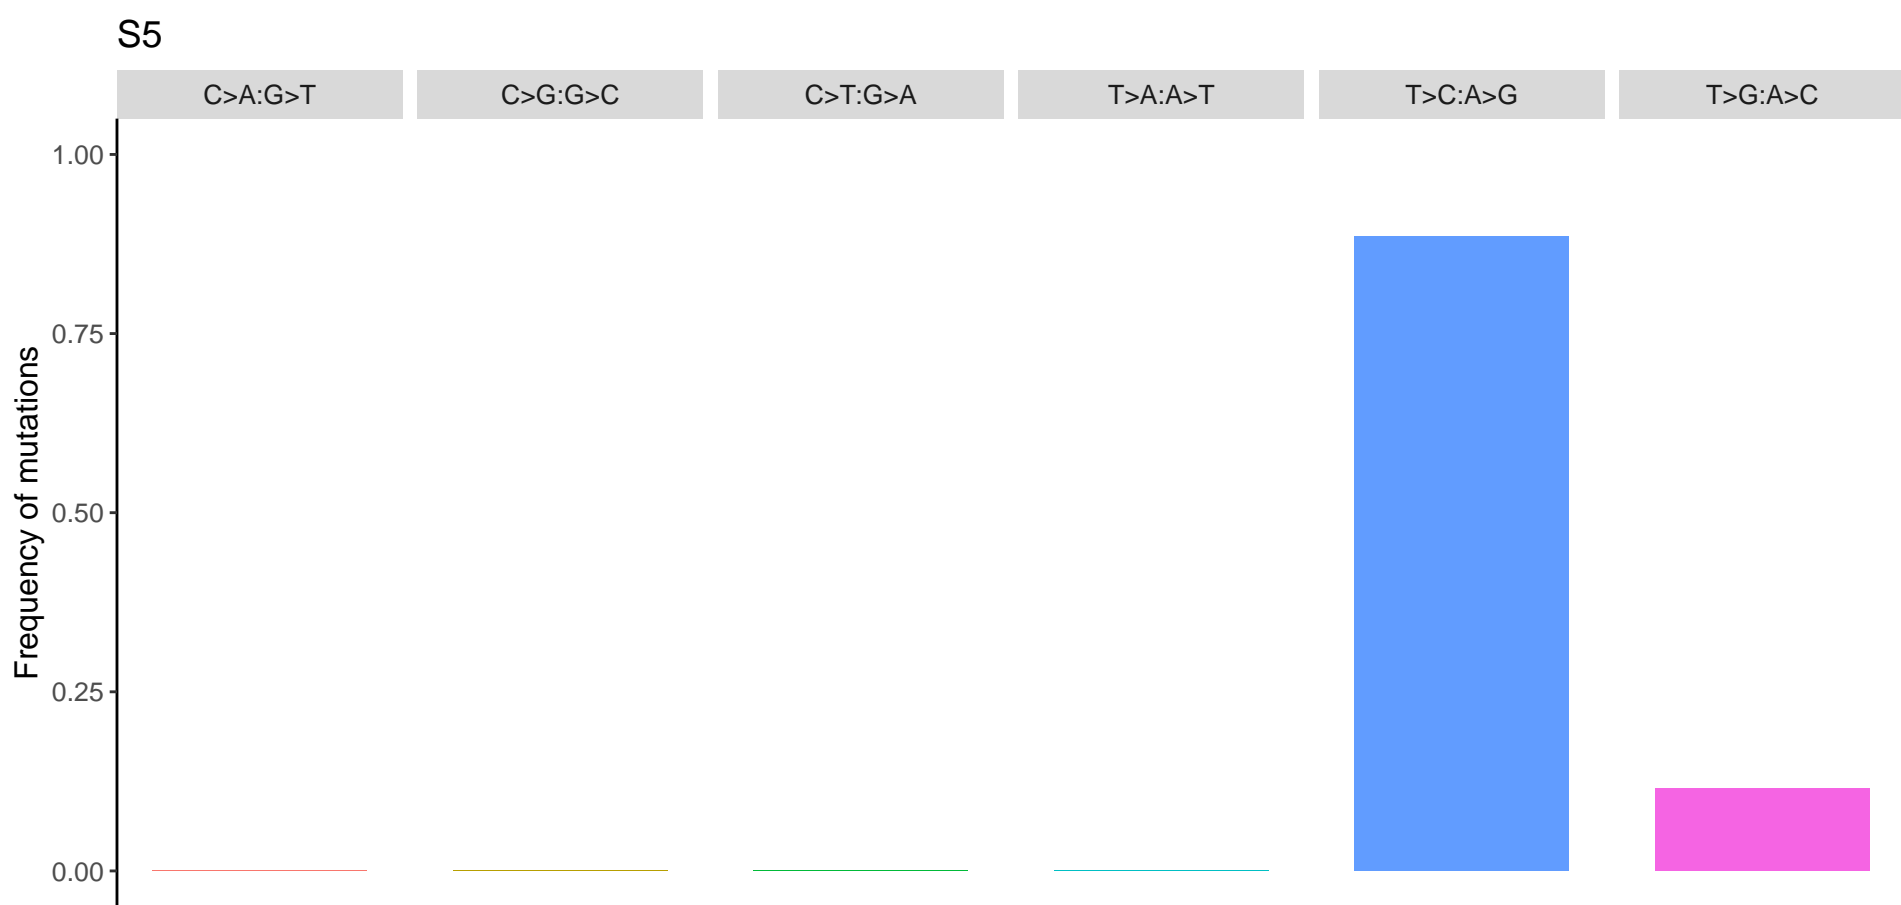 S5
C>A:G>T
C>G:G>C
C>T:G>A
T>A:A>T
T>C:A>G
T>G:A>C
Frequency of mutations
1.00
0.75
0.50
0.25
0.00